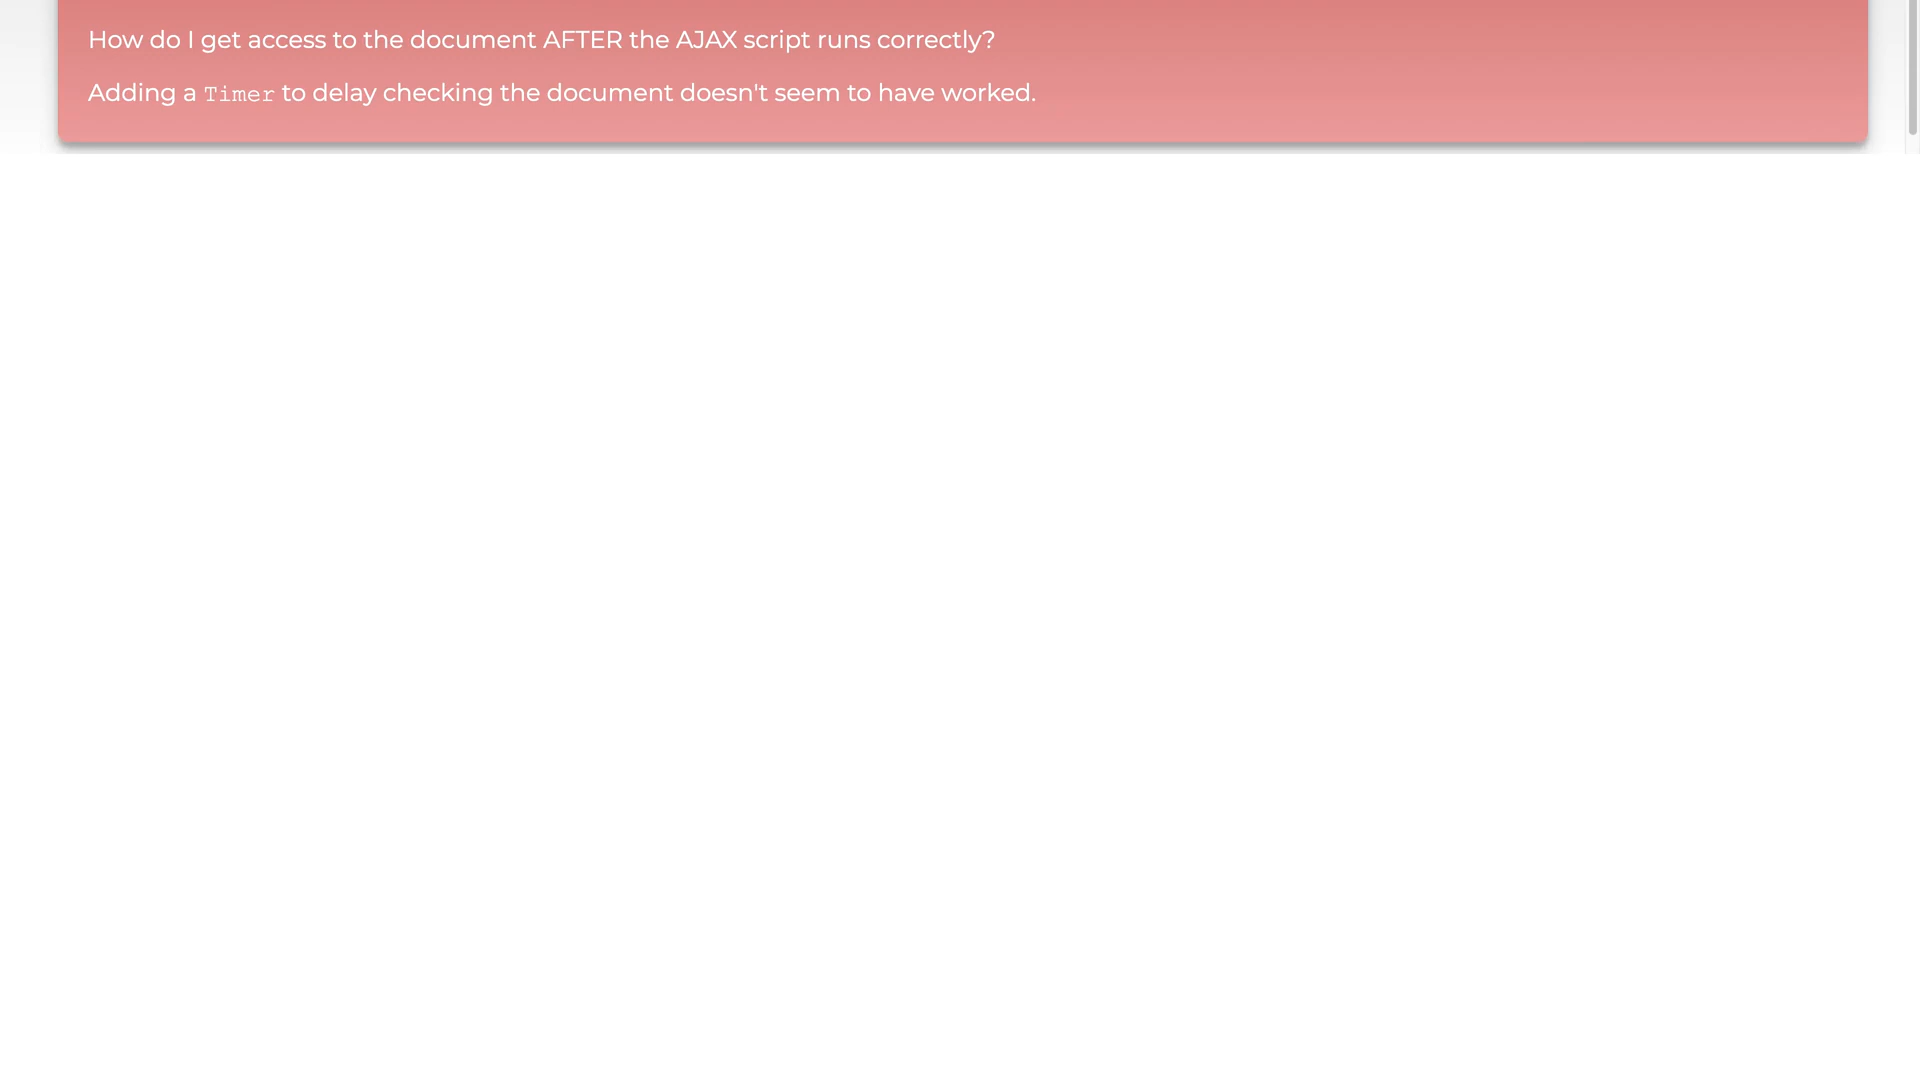 How do I get access to the document AFTER the AJAX script runs correctly?
Adding a Timer to delay checking the document doesn't seem to have worked.